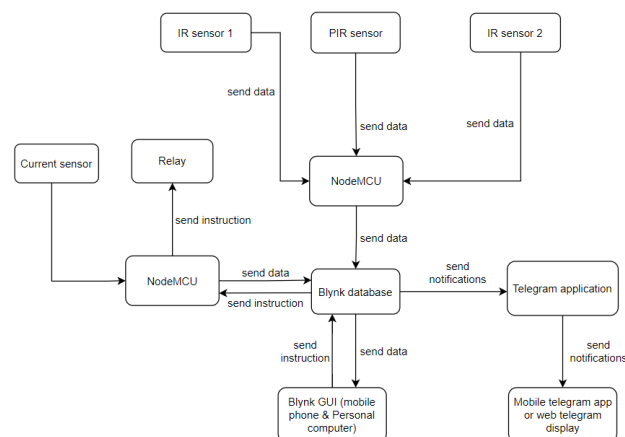 IR sensor 1
PIR sensor
IR sensor 2
send data
send data
send data
Current sensor
Relay
NodeMCU
send instruction
send data
NodeMCU
send data
send instruction
Blynk database
send
notifications
Telegram application
send
instruction
send data
send
notifications
Blynk GUI (mobile
phone & Personal
computer)
Mobile telegram app
or web telegram
display